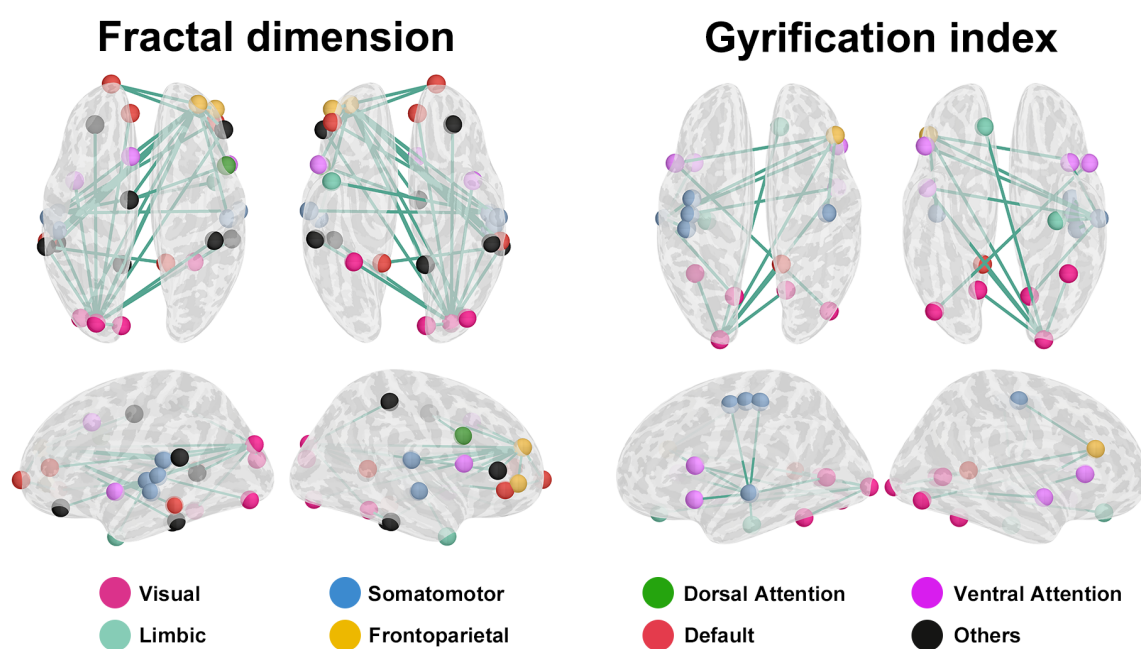 Fractal dimension
Gyrification index
Visual
Somatomotor
Dorsal Attention
Ventral Attention
Limbic
Frontoparietal
Default
Others